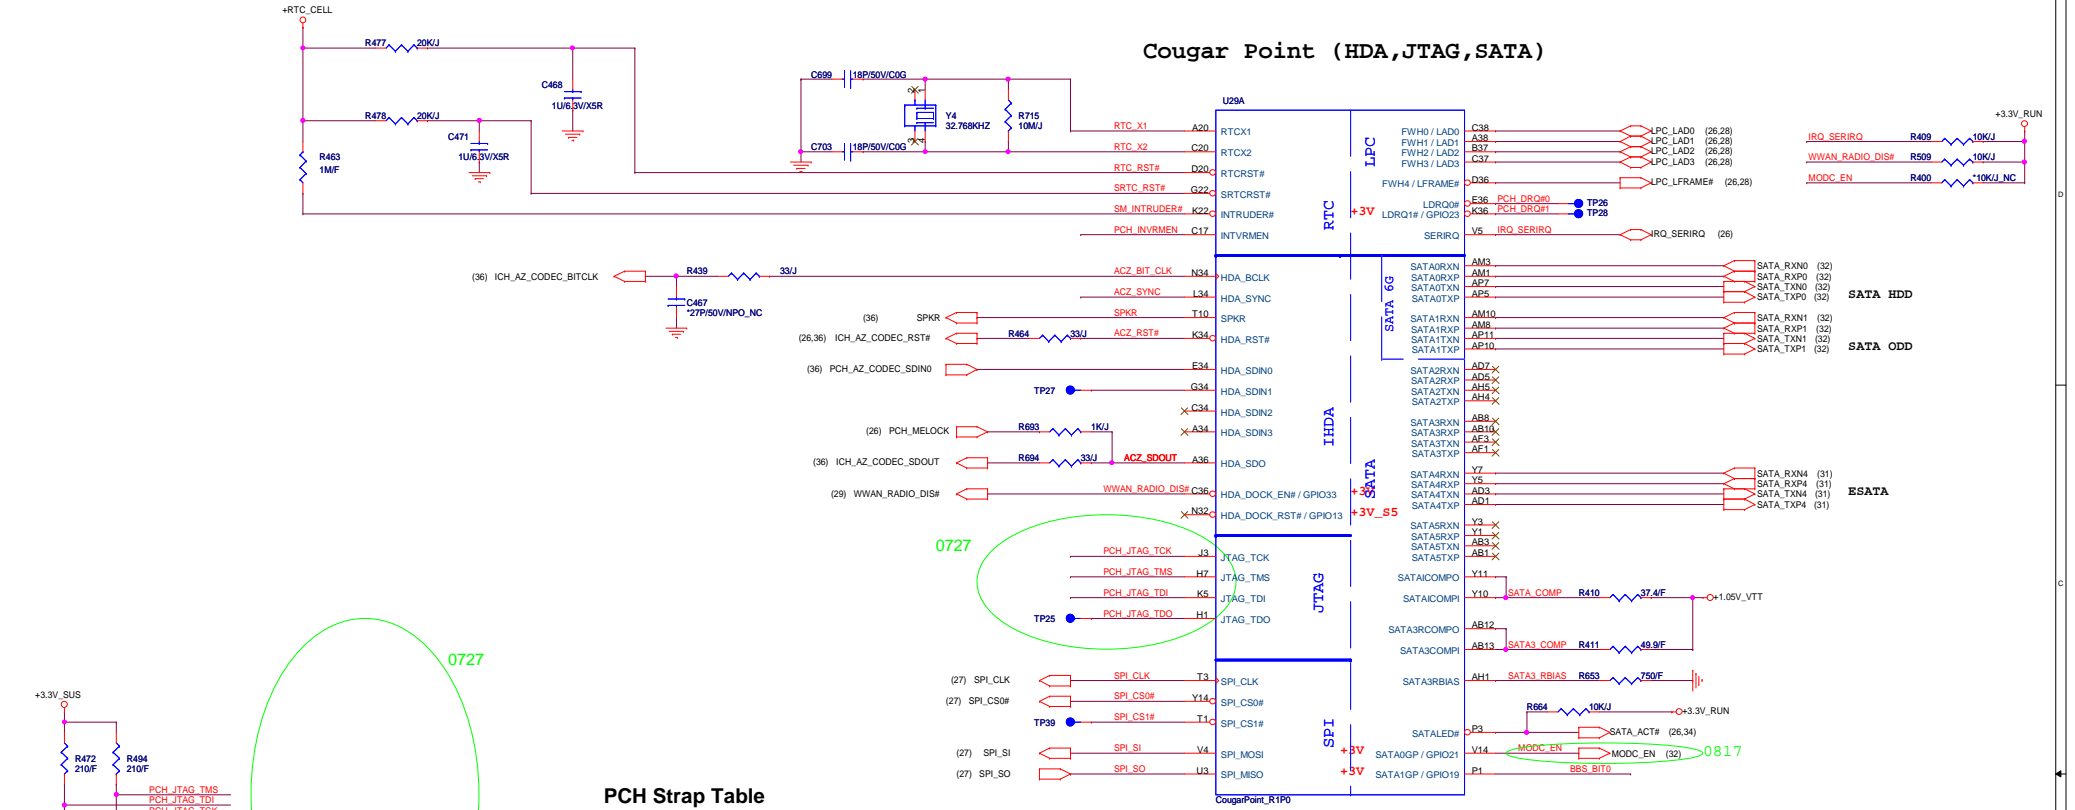 +RTC_CELL
Cougar Point (HDA,JTAG,SATA)
R477 20K/J
C468
1U/6.3V/X5R
R478 20K/J
C471
1U/6.3V/X5R
R463
1M/F
C699 18P/50V/C0G
2 1
Y4
32.768KHZ
R715
10M/J
3 4
C703 18P/50V/C0G
U29A
RTC_X1 A20 RTCX1
RTC_X2 C20 RTCX2
RTC_RST# D20 RTCRST#
SRTC_RST# G22 SRTCRST#
SM_INTRUDER# K22 INTRUDER#
PCH_INVRMEN C17 INTVRMEN
RTC
LPC
+3V
FWH0 / LAD0 C38 LPC_LAD0 (26,28)
FWH1 / LAD1 A38 LPC_LAD1 (26,28)
FWH2 / LAD2 B37 LPC_LAD2 (26,28)
FWH3 / LAD3 C37 LPC_LAD3 (26,28)
FWH4 / LFRAME# D36 LPC_LFRAME# (26,28)
LDRQ0# E36 PCH_DRQ#0 TP26
LDRQ1# / GPIO23 K36 PCH_DRQ#1 TP28
SERIRQ V5 IRQ_SERIRQ IRQ_SERIRQ (26)
+3.3V_RUN
IRQ_SERIRQ R409 10K/J
WWAN_RADIO_DIS# R509 10K/J
MODC_EN R400 *10K/J_NC
D
(36) ICH_AZ_CODEC_BITCLK R439 33/J ACZ_BIT_CLK N34 HDA_BCLK
C467
*27P/50V/NPO_NC
ACZ_SYNC L34 HDA_SYNC
(36) SPKR SPKR T10 SPKR
(26,36) ICH_AZ_CODEC_RST# R464 33/J ACZ_RST# K34 HDA_RST#
(36) PCH_AZ_CODEC_SDIN0 E34 HDA_SDIN0
TP27 G34 HDA_SDIN1
C34 HDA_SDIN2
(26) PCH_MELOCK R693 1K/J A34 HDA_SDIN3
(36) ICH_AZ_CODEC_SDOUT R694 33/J ACZ_SDOUT A36 HDA_SDO
(29) WWAN_RADIO_DIS# WWAN_RADIO_DIS# C36 HDA_DOCK_EN# / GPIO33 +3V
N32 HDA_DOCK_RST# / GPIO13 +3V_S5
IHDA
SATA 6G
SATA
SATA0RXN AM3 SATA_RXN0 (32)
SATA0RXP AM1 SATA_RXP0 (32)
SATA0TXN AP7 SATA_TXN0 (32)
SATA0TXP AP5 SATA_TXP0 (32)
SATA HDD
SATA1RXN AM10 SATA_RXN1 (32)
SATA1RXP AM8 SATA_RXP1 (32)
SATA1TXN AP11 SATA_TXN1 (32)
SATA1TXP AP10 SATA_TXP1 (32)
SATA ODD
SATA2RXN AD7
SATA2RXP AD5
SATA2TXN AH5
SATA2TXP AH4
SATA3RXN AB8
SATA3RXP AB10
SATA3TXN AF3
SATA3TXP AF1
SATA4RXN Y7 SATA_RXN4 (31)
SATA4RXP Y5 SATA_RXP4 (31)
SATA4TXN AD3 SATA_TXN4 (31)
SATA4TXP AD1 SATA_TXP4 (31)
ESATA
SATA5RXN Y3
SATA5RXP Y1
SATA5TXN AB3
SATA5TXP AB1
0727
PCH_JTAG_TCK J3 JTAG_TCK
PCH_JTAG_TMS H7 JTAG_TMS
PCH_JTAG_TDI K5 JTAG_TDI
TP25 PCH_JTAG_TDO H1 JTAG_TDO
JTAG
SATAICOMPO Y11
SATAICOMPI Y10 SATA_COMP R410 37.4/F +1.05V_VTT
C
SATA3RCOMPO AB12
SATA3COMPI AB13 SATA3_COMP R411 49.9/F
SATA3RBIAS AH1 SATA3_RBIAS R653 750/F
R664 10K/J +3.3V_RUN
SATALED# P3 SATA_ACT# (26,34)
+3V SATA0GP / GPIO21 V14 MODC_EN MODC_EN (32) 0817
+3V SATA1GP / GPIO19 P1 BBS_BIT0
(27) SPI_CLK SPI_CLK T3 SPI_CLK
(27) SPI_CS0# SPI_CS0# Y14 SPI_CS0#
TP39 SPI_CS1# T1 SPI_CS1#
(27) SPI_SI SPI_SI V4 SPI_MOSI
(27) SPI_SO SPI_SO U3 SPI_MISO
SPI
CougarPoint_R1P0
0727
+3.3V_SUS
R472
210/F
R494
210/F
PCH_JTAG_TMS
PCH_JTAG_TDI
PCH_JTAG_TCK
PCH Strap Table